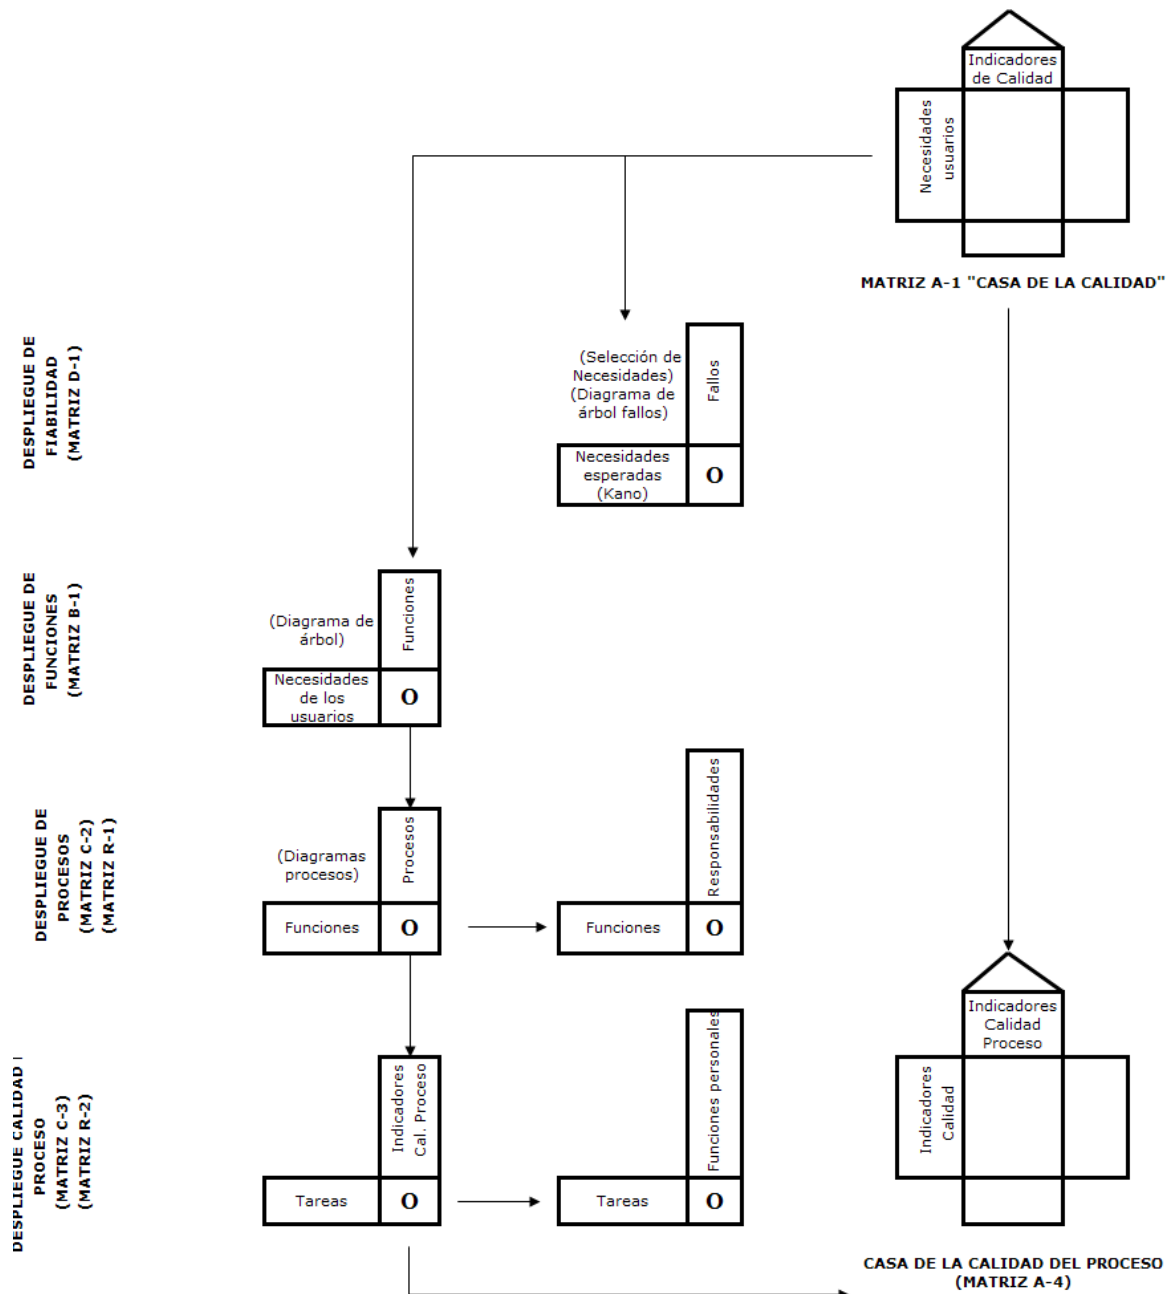 Indicadores
de Calidad
Necesidades
usuarios
MATRIZ A-1 "CASA DE LA CALIDAD"
DESPLIEGUE DE
FIABILIDAD
(MATRIZ D-1)
(Selección de
Necesidades)
(Diagrama de
árbol fallos)
Fallos
Necesidades
esperadas
(Kano)
O
DESPLIEGUE DE
FUNCIONES
(MATRIZ B-1)
(Diagrama de
árbol)
Funciones
Necesidades
de los
usuarios
O
DESPLIEGUE DE
PROCESOS
(MATRIZ C-2)
(MATRIZ R-1)
(Diagramas
procesos)
Procesos
Funciones
O
Responsabilidades
Funciones
O
DESPLIEGUE CALIDAD
PROCESO
(MATRIZ C-3)
(MATRIZ R-2)
Indicadores
Cal. Proceso
Tareas
O
Funciones personales
Tareas
O
Indicadores
Calidad
Proceso
Indicadores
Calidad
CASA DE LA CALIDAD DEL PROCESO
(MATRIZ A-4)